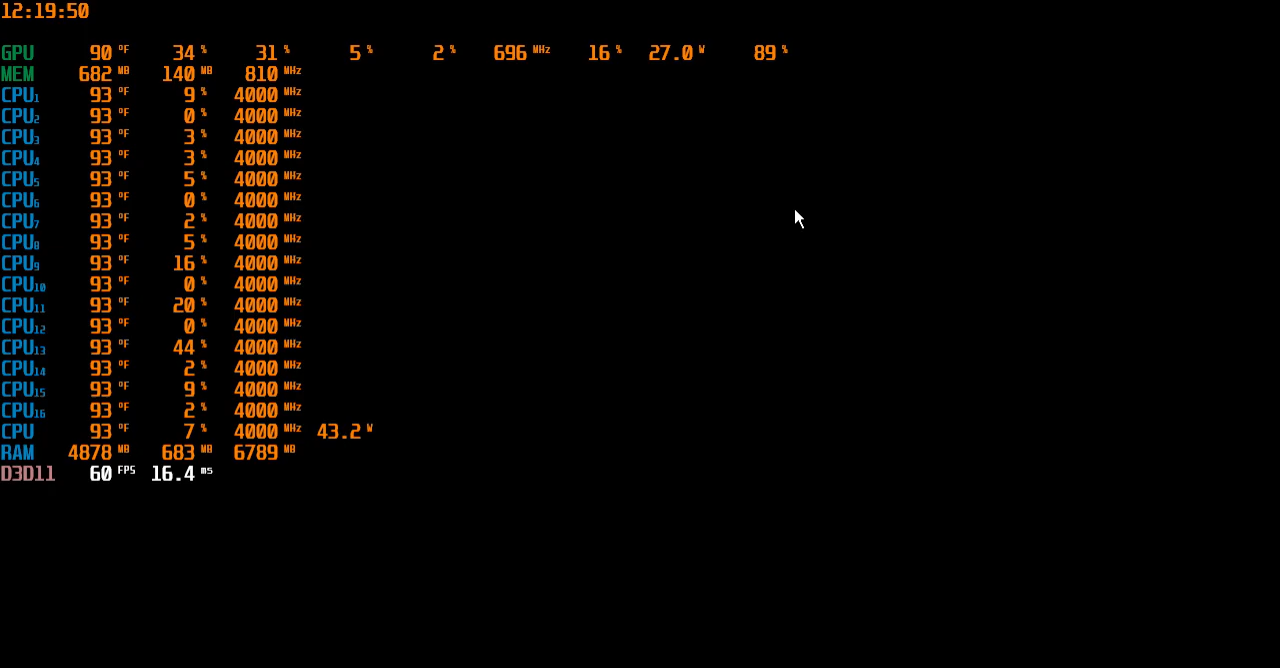 12:19:50
GPU 90 °F 34 % 31 % 5 % 2 % 696 MHz 16 % 27.0 W 89 %
MEM 682 MB 140 MB 810 MHz
CPU1 93 °F 9 % 4000 MHz
CPU2 93 °F 0 % 4000 MHz
CPU3 93 °F 3 % 4000 MHz
CPU4 93 °F 3 % 4000 MHz
CPU5 93 °F 5 % 4000 MHz
CPU6 93 °F 0 % 4000 MHz
CPU7 93 °F 2 % 4000 MHz
CPU8 93 °F 5 % 4000 MHz
CPU9 93 °F 16 % 4000 MHz
CPU10 93 °F 0 % 4000 MHz
CPU11 93 °F 20 % 4000 MHz
CPU12 93 °F 0 % 4000 MHz
CPU13 93 °F 44 % 4000 MHz
CPU14 93 °F 2 % 4000 MHz
CPU15 93 °F 9 % 4000 MHz
CPU16 93 °F 2 % 4000 MHz
CPU 93 °F 7 % 4000 MHz 43.2 W
RAM 4878 MB 683 MB 6789 MB
D3D11 60 FPS 16.4 ms